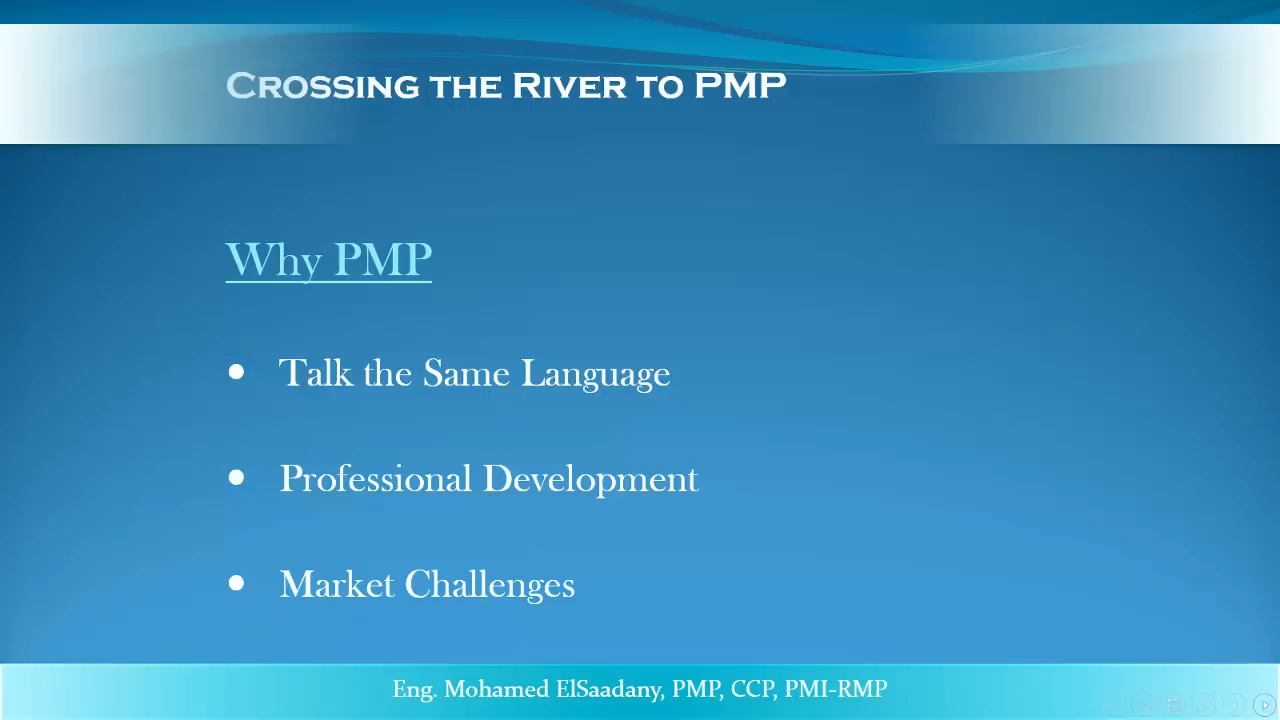 Crossing the River to PMP
Why PMP
• Talk the Same Language
• Professional Development
• Market Challenges
Eng. Mohamed ElSaadany, PMP, CCP, PMI-RMP